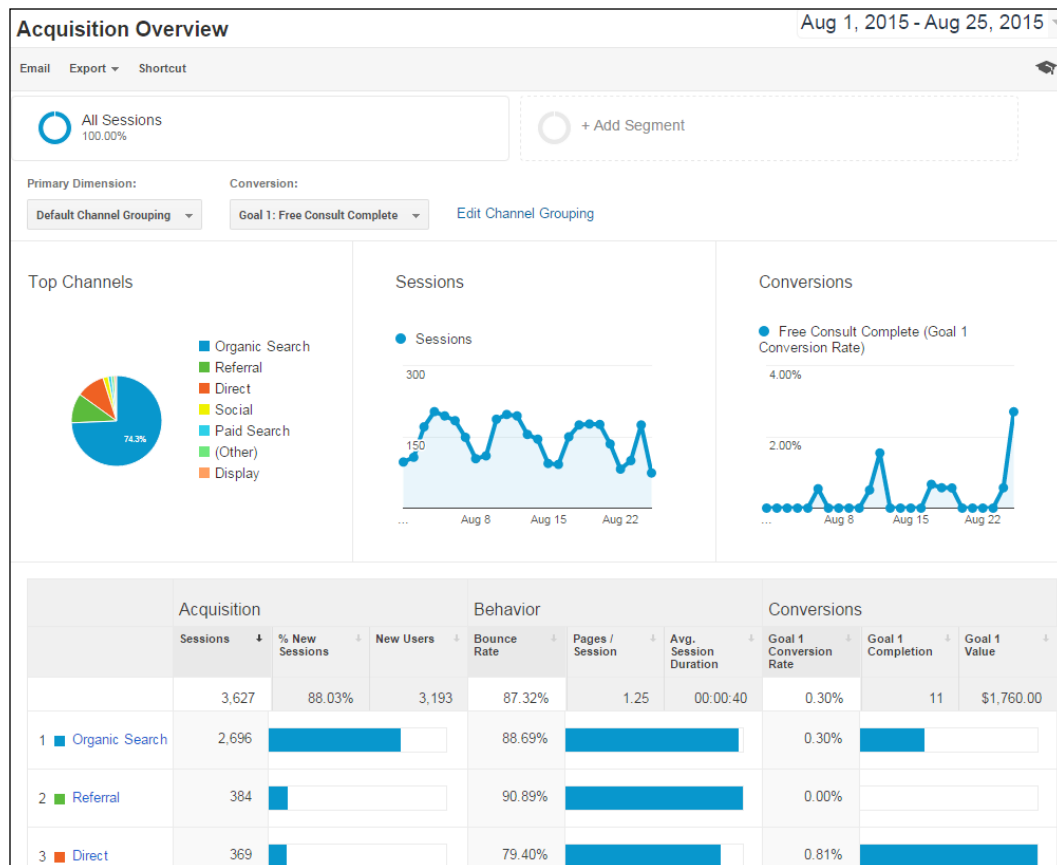 Acquisition Overview
Aug 1, 2015 - Aug 25, 2015
Email Export Shortcut
All Sessions
100.00%
+ Add Segment
Primary Dimension:
Conversion:
Default Channel Grouping
Goal 1: Free Consult Complete
Edit Channel Grouping
Top Channels
74.3%
Organic Search
Referral
Direct
Social
Paid Search
(Other)
Display
Sessions
Sessions
300
150
... Aug 8 Aug 15 Aug 22
Conversions
Free Consult Complete (Goal 1
Conversion Rate)
4.00%
2.00%
... Aug 8 Aug 15 Aug 22
Acquisition Behavior Conversions
Sessions
% New
Sessions
New Users
Bounce
Rate
Pages /
Session
Avg.
Session
Duration
Goal 1
Conversion
Rate
Goal 1
Completion
Goal 1
Value
3,627 88.03% 3,193 87.32% 1.25 00:00:40 0.30% 11 $1,760.00
1 Organic Search 2,696 88.69% 0.30%
2 Referral 384 90.89% 0.00%
3 Direct 369 79.40% 0.81%